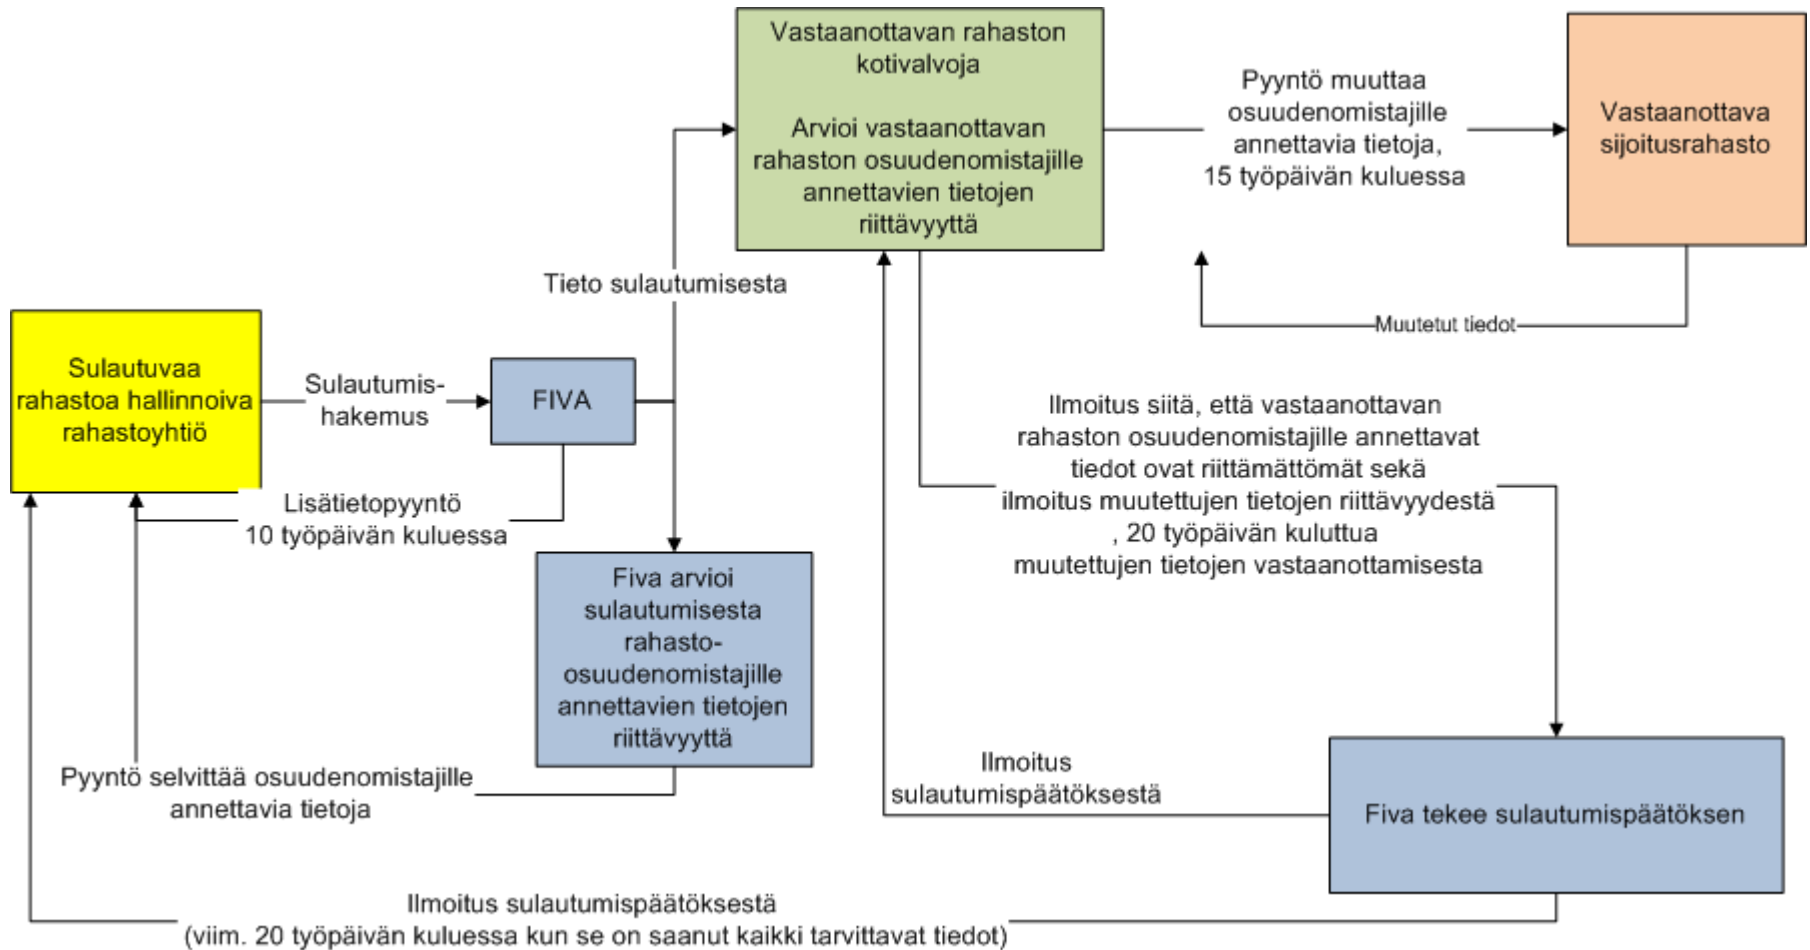 Vastaanottavan rahaston
kotivalvoja
Arvioi vastaanottavan
rahaston osuudenomistajille
annettavien tietojen
riittävyyttä
Pyyntö muuttaa
osuudenomistajille
annettavia tietoja,
15 työpäivän kuluessa
Vastaanottava
sijoitusrahasto
Tieto sulautumisesta
Muutetut tiedot
Sulautuvaa
rahastoa hallinnoiva
rahastoyhtiö
Sulautumis-
hakemus
FIVA
Lisätietopyyntö
10 työpäivän kuluessa
Ilmoitus siitä, että vastaanottavan
rahaston osuudenomistajille annettavat
tiedot ovat riittämättömät sekä
ilmoitus muutettujen tietojen riittävyydestä
, 20 työpäivän kuluttua
muutettujen tietojen vastaanottamisesta
Fiva arvioi
sulautumisesta
rahasto-
osuudenomistajille
annettavien tietojen
riittävyyttä
Pyyntö selvittää osuudenomistajille
annettavia tietoja
Ilmoitus
sulautumispäätöksestä
Fiva tekee sulautumispäätöksen
Ilmoitus sulautumispäätöksestä
(viim. 20 työpäivän kuluessa kun se on saanut kaikki tarvittavat tiedot)